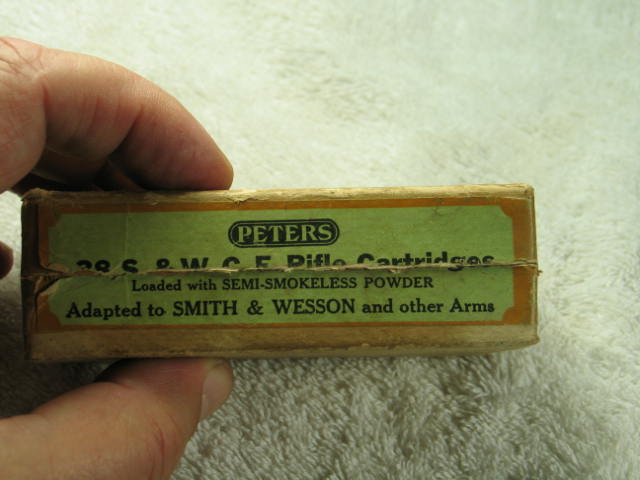 PETERS
38 S. & W. C. F. Rifle Cartridges
Loaded with SEMI-SMOKELESS POWDER
Adapted to SMITH & WESSON and other Arms